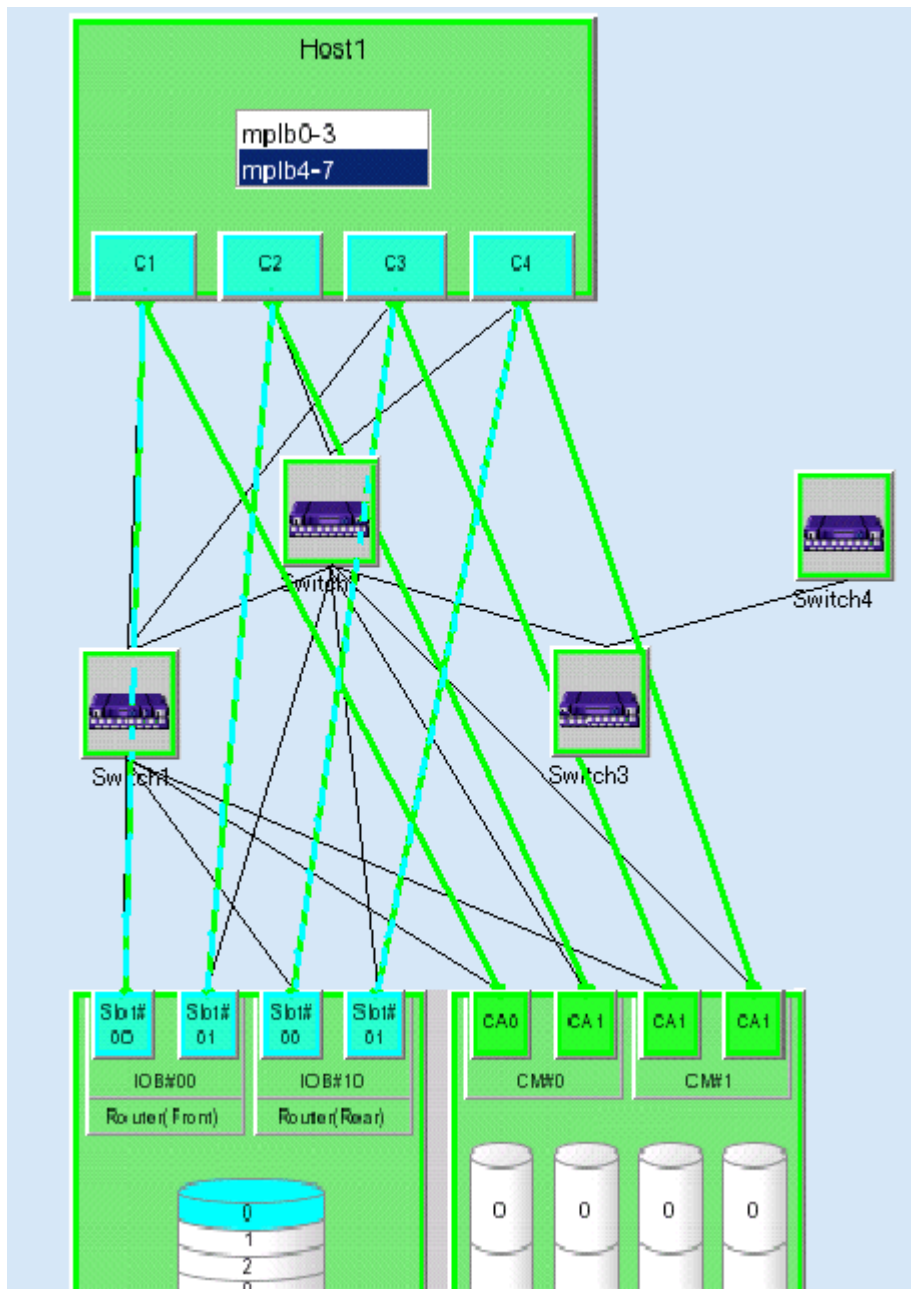 Host1
mplb0-3
mplb4-7
C1 C2 C3 C4
Switch
Switch4
Switch1
Switch3
Slot# 00
Slot# 01
Slot# 00
Slot# 01
CA0 CA1 CA1 CA1
IOB#00 IOB#10 CM#0 CM#1
Router(Front) Router(Rear)
0
1
2
0 0 0 0